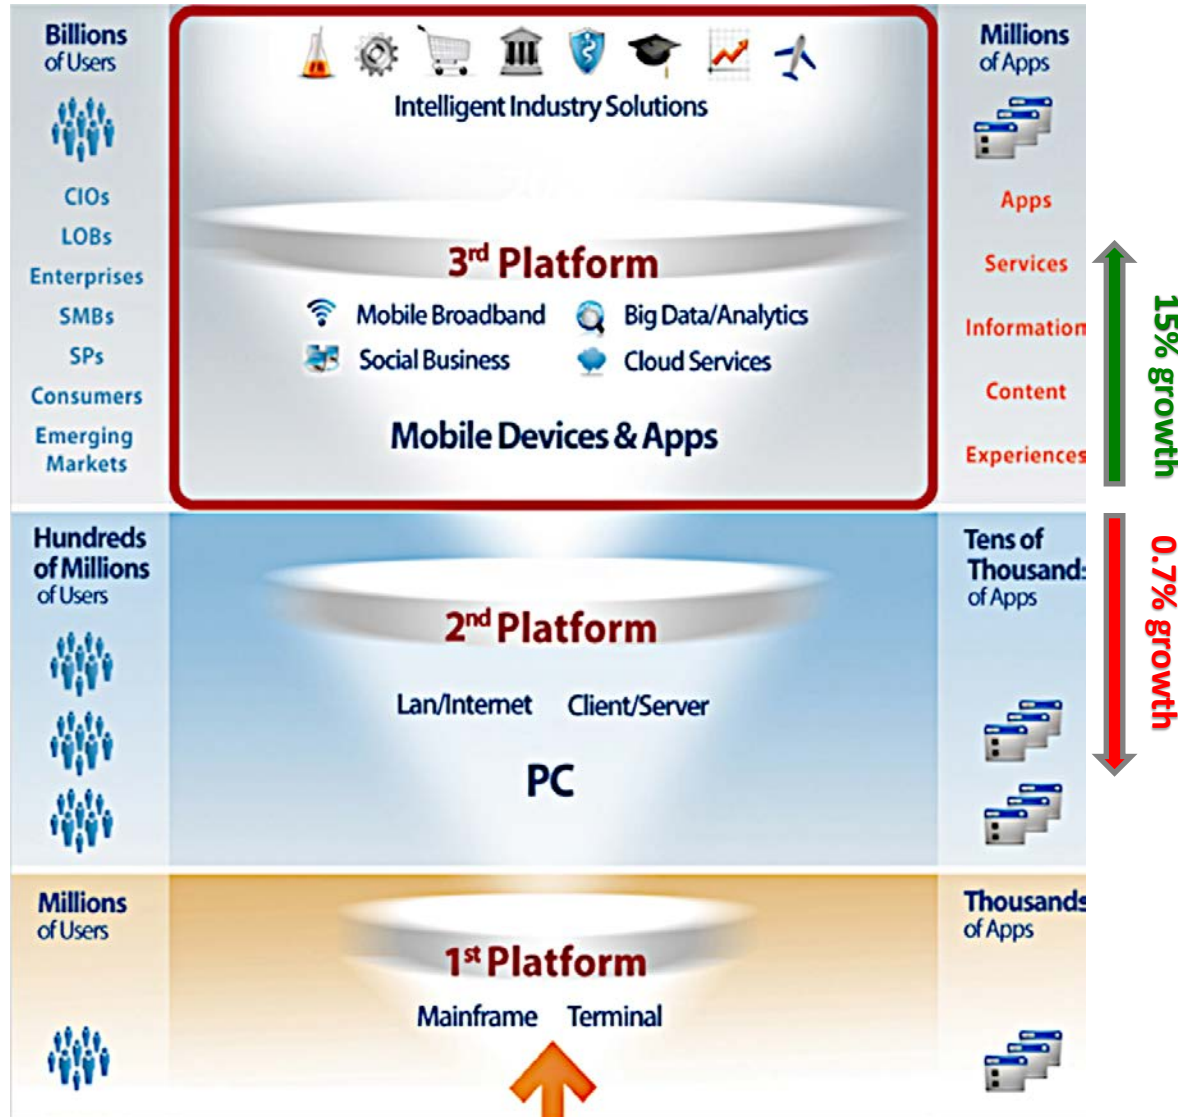 Billions
of Users
CIOs
LOBs
Enterprises
SMBs
SPs
Consumers
Emerging
Markets
Intelligent Industry Solutions
3rd Platform
Mobile Broadband
Big Data/Analytics
Social Business
Cloud Services
Mobile Devices & Apps
Millions
of Apps
Apps
Services
Information
Content
Experiences
15% growth
Hundreds
of Millions
of Users
2nd Platform
Lan/Internet Client/Server
PC
Tens of
Thousands
of Apps
0.7% growth
Millions
of Users
1st Platform
Mainframe Terminal
Thousands
of Apps